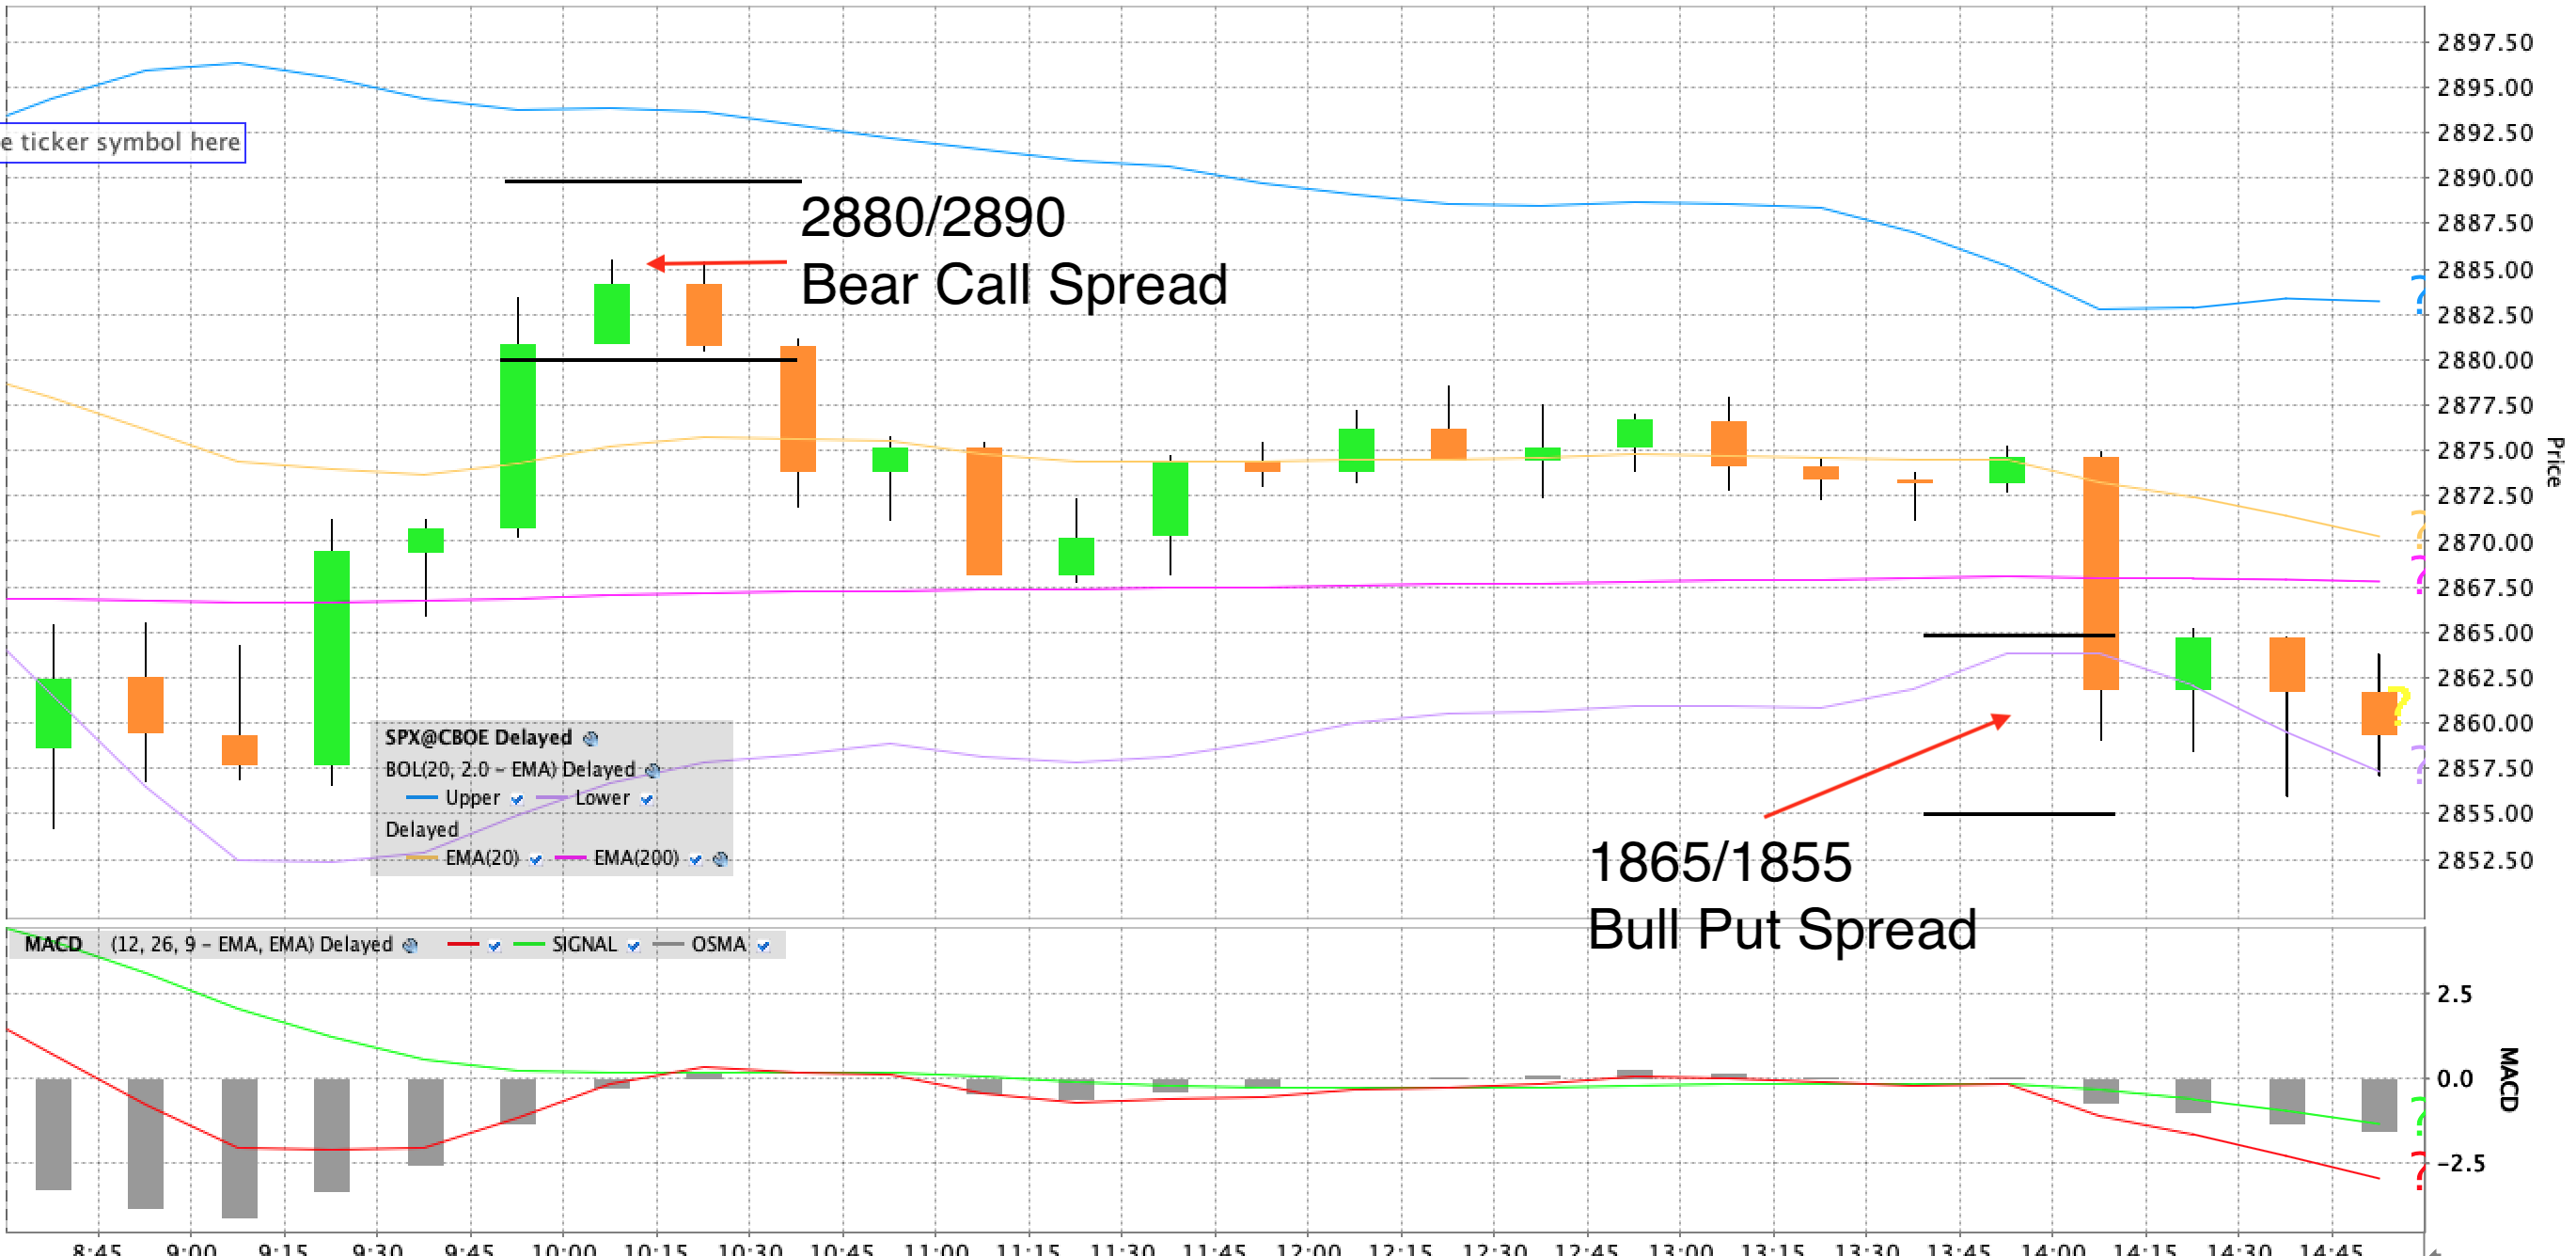 2897.50
2895.00
2892.50
e ticker symbol here
2890.00
2880/2890
2887.50
Bear Call Spread
2885.00
2882.50
2880.00
2877.50
2875.00
Price
2872.50
2870.00
2867.50
2865.00
2862.50
2860.00
2857.50
2855.00
2852.50
SPX@CBOE Delayed
BOL(20, 2.0 - EMA) Delayed
Upper Lower
Delayed
EMA(20) EMA(200)
1865/1855
Bull Put Spread
MACD (12, 26, 9 - EMA, EMA) Delayed SIGNAL OSMA
2.5
0.0
-2.5
MACD
8:45 9:00 9:15 9:30 9:45 10:00 10:15 10:30 10:45 11:00 11:15 11:30 11:45 12:00 12:15 12:30 12:45 13:00 13:15 13:30 13:45 14:00 14:15 14:30 14:45
? ? ? ? ? ? ?